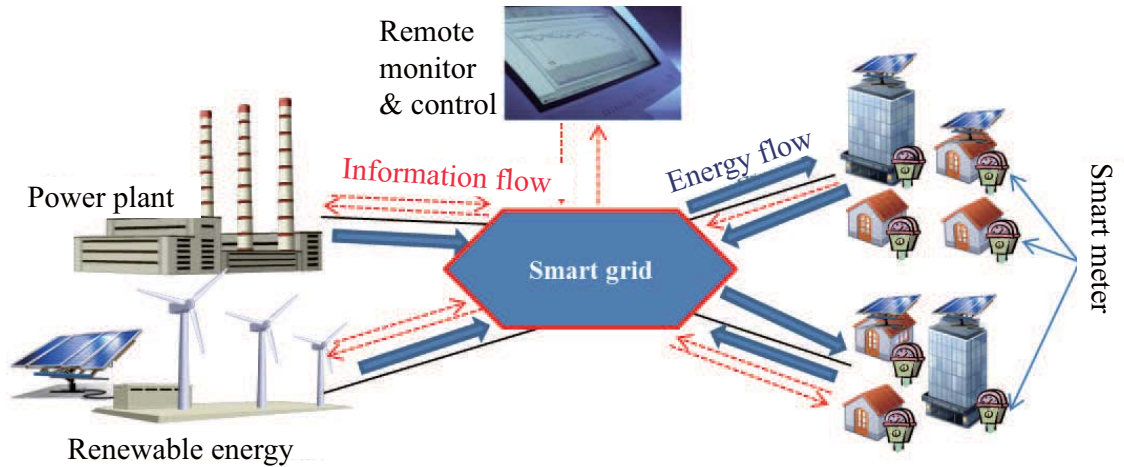 Remote
monitor
& control
Information flow
Energy flow
Power plant
Smart grid
Smart meter
Renewable energy